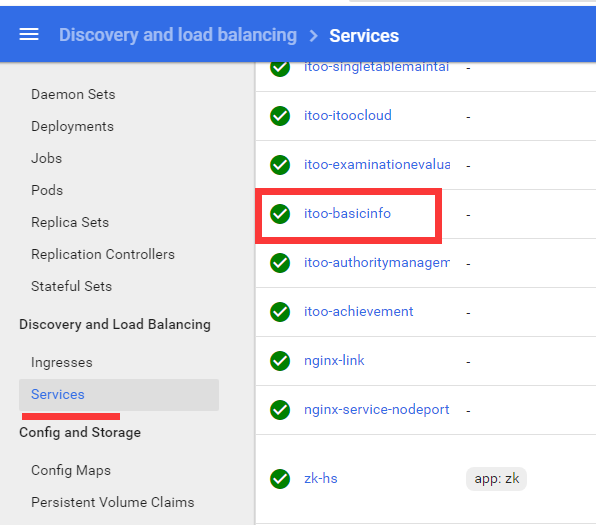 Discovery and load balancing > Services
Daemon Sets
Deployments
Jobs
Pods
Replica Sets
Replication Controllers
Stateful Sets
Discovery and Load Balancing
Ingresses
Services
Config and Storage
Config Maps
Persistent Volume Claims
itoo-singletablemaintai -
itoo-itoocloud -
itoo-examinationevalua -
itoo-basicinfo -
itoo-authoritymanagem -
itoo-achievement -
nginx-link -
nginx-service-nodeport -
zk-hs app: zk